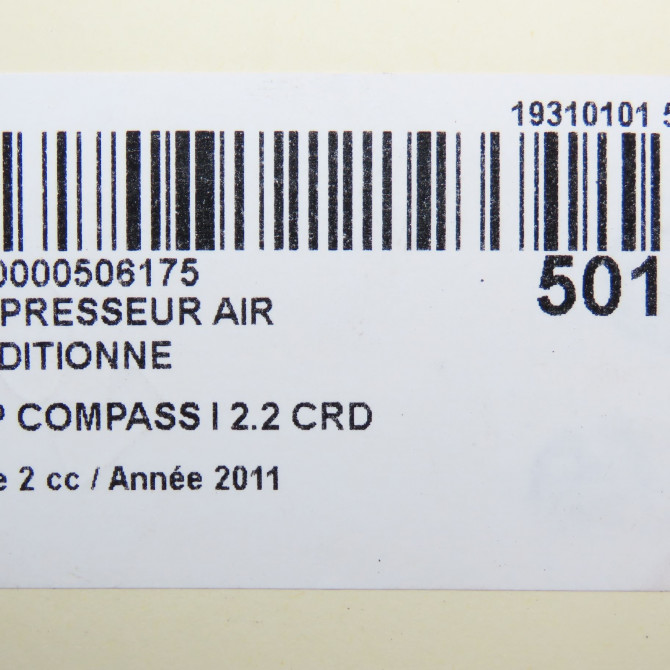 19310101 5
0000506175
501
PRESSEUR AIR
DITIONNE
P COMPASS I 2.2 CRD
e 2 cc / Année 2011